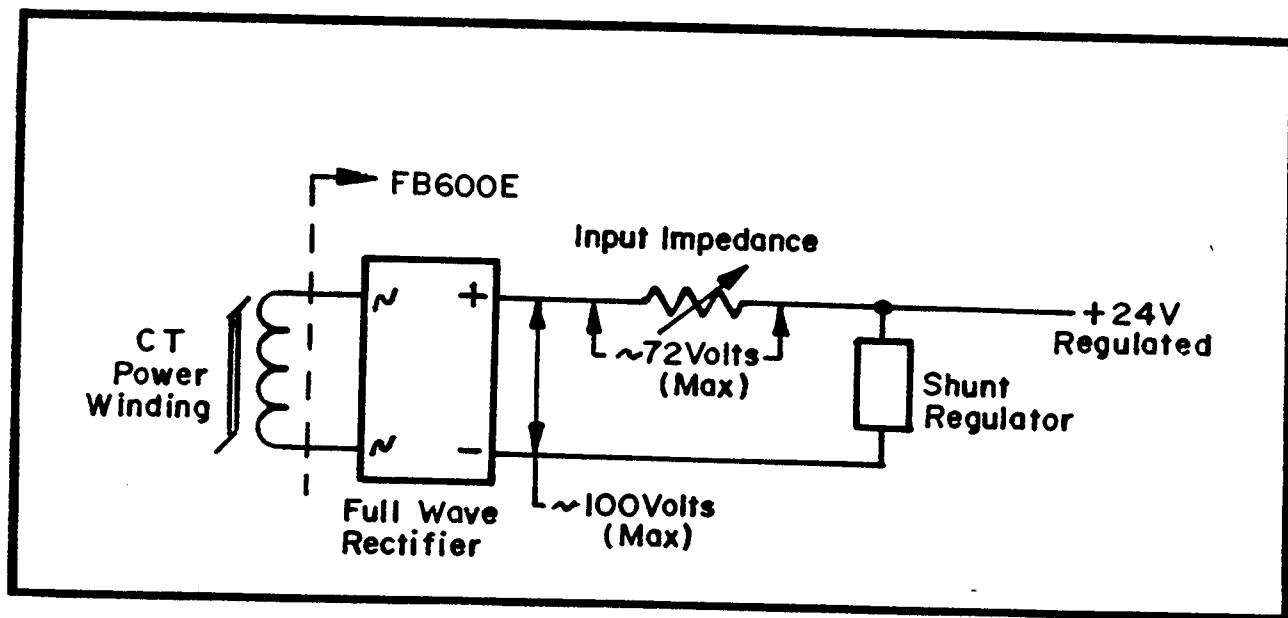 FB600E
Input Impedance
CT
Power
Winding
~
+
~
-
~72Volts
(Max)
+24V
Regulated
Shunt
Regulator
~100Volts
(Max)
Full Wave
Rectifier